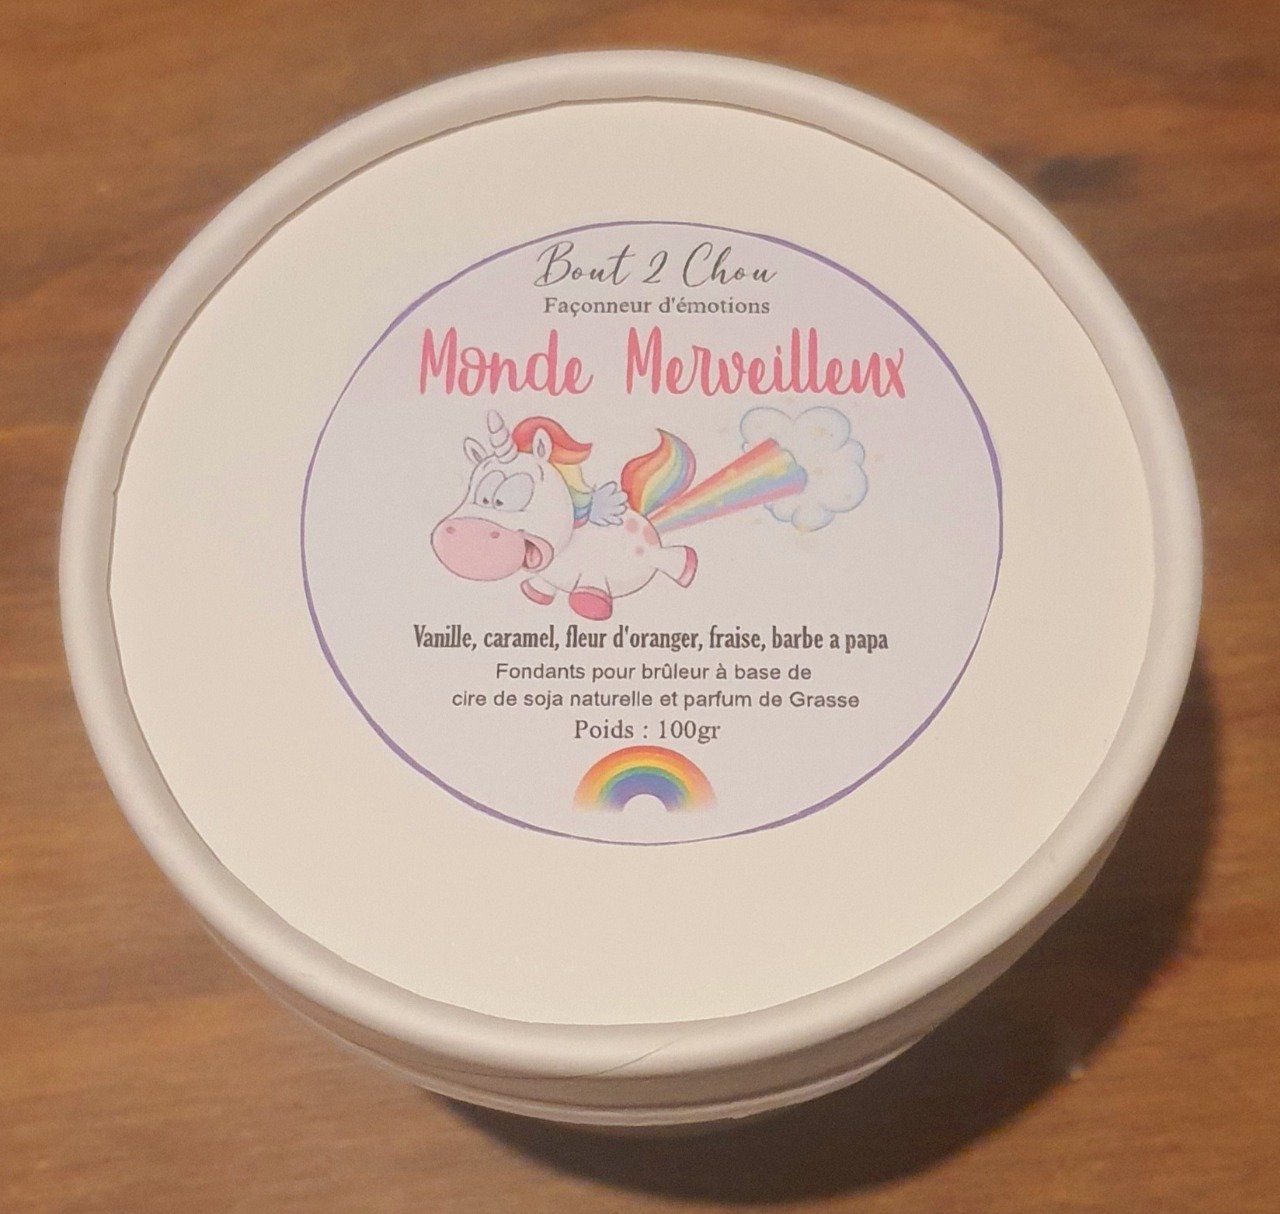 Bout 2 Chou
Façonneur d'émotions
Monde Merveilleux
Vanille, caramel, fleur d'oranger, fraise, barbe a papa
Fondants pour brûleur à base de
cire de soja naturelle et parfum de Grasse
Poids : 100gr